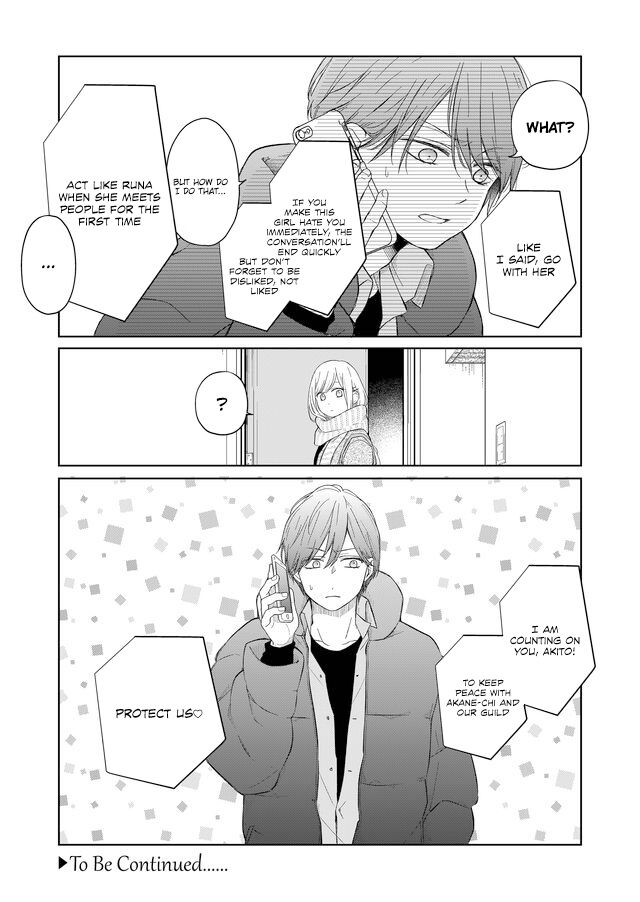 WHAT?
LIKE
I SAID, GO
WITH HER
IF YOU
MAKE THIS
GIRL HATE YOU
IMMEDIATELY, THE
CONVERSATION'LL
END QUICKLY
BUT DON'T
FORGET TO BE
DISLIKED, NOT
LIKED
BUT HOW DO
I DO THAT...
ACT LIKE RUNA
WHEN SHE MEETS
PEOPLE FOR THE
FIRST TIME
...
?
I AM
COUNTING ON
YOU, AKITO!
TO KEEP
PEACE WITH
AKANE-CHI AND
OUR GUILD
PROTECT US♡
To Be Continued......